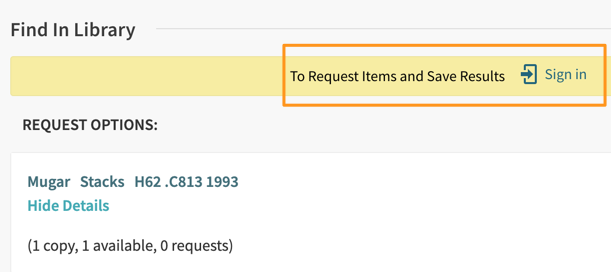 Find In Library
To Request Items and Save Results Sign in
REQUEST OPTIONS:
Mugar Stacks H62 .C813 1993
Hide Details
(1 copy, 1 available, 0 requests)